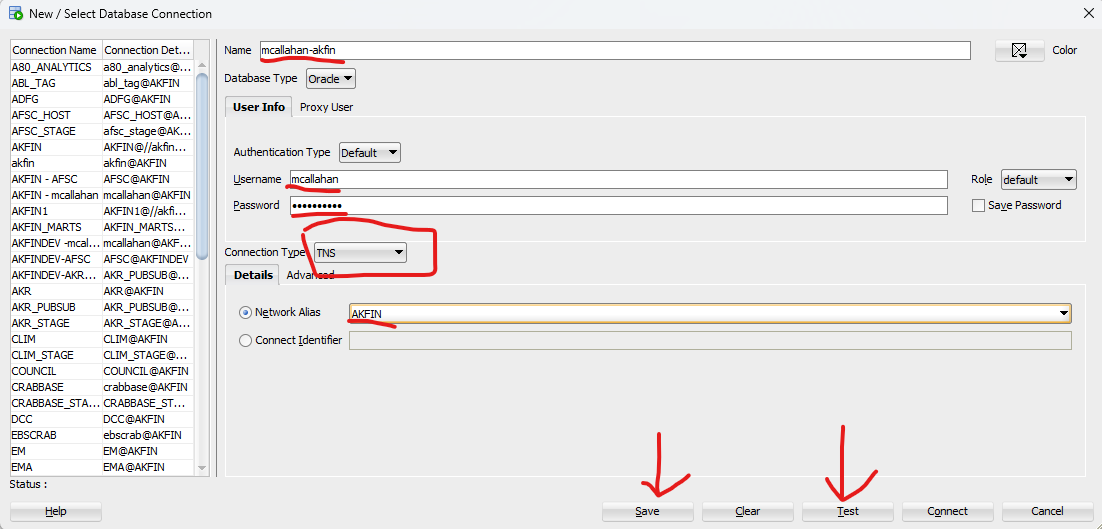 New / Select Database Connection
Connection Name Connection Det...
A80_ANALYTICS a80_analytics@...
ABL_TAG abl_tag@AKFIN
ADFG ADFG@AKFIN
AFSC_HOST AFSC_HOST@A...
AFSC_STAGE afsc_stage@AK...
AKFIN AKFIN@//akfin...
akfin akfin@AKFIN
AKFIN - AFSC AFSC@AKFIN
AKFIN - mcallahan mcallahan@AKFIN
AKFIN1 AKFIN1@//akfi...
AKFIN_MARTS AKFIN_MARTS...
AKFINDEV -mcal... mcallahan@AKF...
AKFINDEV-AFSC AFSC@AKFINDEV
AKFINDEV-AKR... AKR_PUBSUB@...
AKR AKR@AKFIN
AKR_PUBSUB AKR_PUBSUB@...
AKR_STAGE AKR_STAGE@A...
CLIM CLIM@AKFIN
CLIM_STAGE CLIM_STAGE@...
COUNCIL COUNCIL@AKFIN
CRABBASE crabbase@AKFIN
CRABBASE_STA... CRABBASE_ST...
DCC DCC@AKFIN
EBSCRAB ebscrab@AKFIN
EM EM@AKFIN
EMA EMA@AKFIN
Name mcallahan-akfin Color
Database Type Oracle
User Info Proxy User
Authentication Type Default
Username mcallahan Role default
Password •••••••••• Save Password
Connection Type TNS
Details Advanced
Network Alias AKFIN
Connect Identifier
Status :
Help Save Clear Test Connect Cancel